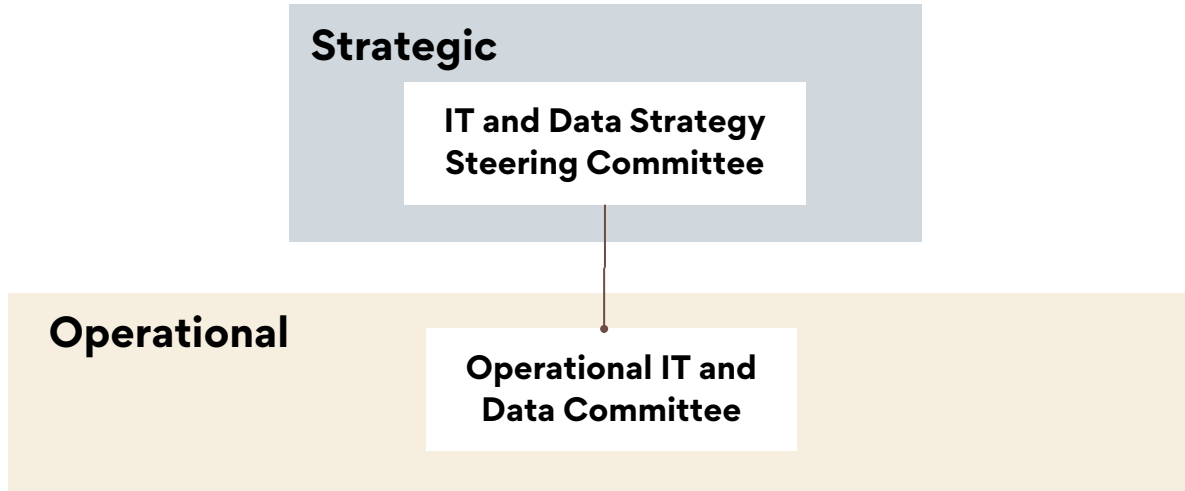 Strategic
IT and Data Strategy
Steering Committee
Operational
Operational IT and
Data Committee